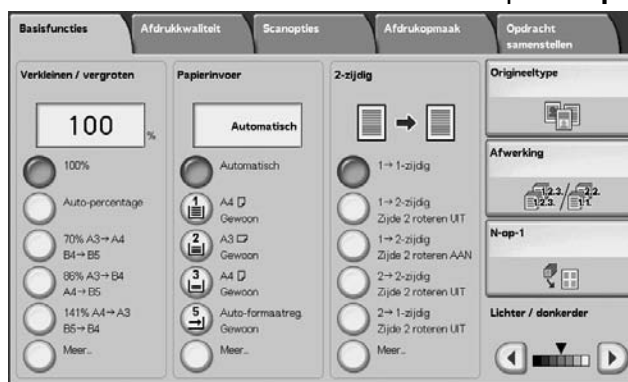 Basisfuncties
Afdrukkwaliteit
Scanopties
Afdrukopmaak
Opdracht
samenstellen
Verkleinen / vergroten
100 %
100%
Auto-percentage
70% A3→A4
B4→B5
86% A3→B4
A4→B5
141% A4→A3
B5→B4
Meer...
Papierinvoer
Automatisch
Automatisch
1 A4
Gewoon
2 A3
Gewoon
3 A4
Gewoon
5 Auto-formaatreg.
Gewoon
Meer...
2-zijdig
1→1-zijdig
1→2-zijdig
Zijde 2 roteren UIT
1→2-zijdig
Zijde 2 roteren AAN
2→2-zijdig
Zijde 2 roteren UIT
2→1-zijdig
Zijde 2 roteren UIT
Meer...
Origineeltype
Afwerking
N-op-1
Lichter / donkerder